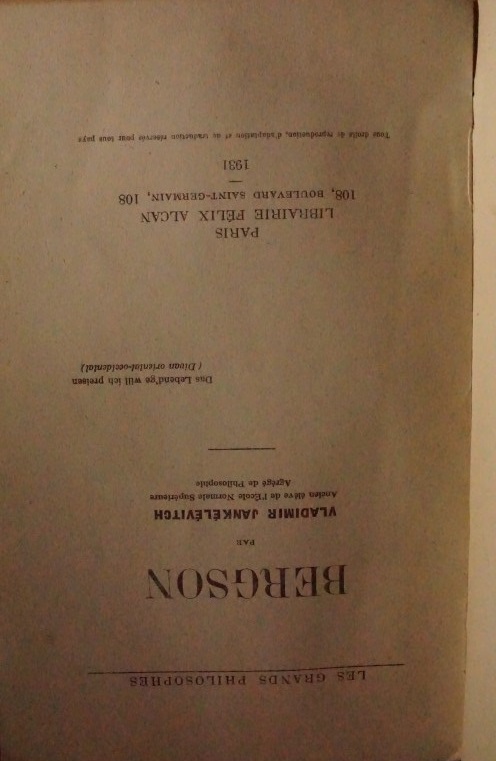 LES GRANDS PHILOSOPHES
BERGSON
PAR
VLADIMIR JANKÉLÉVITCH
Ancien élève de l'École Normale Supérieure
Agrégé de Philosophie
Das Lebend'ge will ich preisen
(Divan oriental-occidental)
PARIS
LIBRAIRIE FÉLIX ALCAN
108, BOULEVARD SAINT-GERMAIN, 108
1931
Tous droits de reproduction, d'adaptation et de traduction réservés pour tous pays